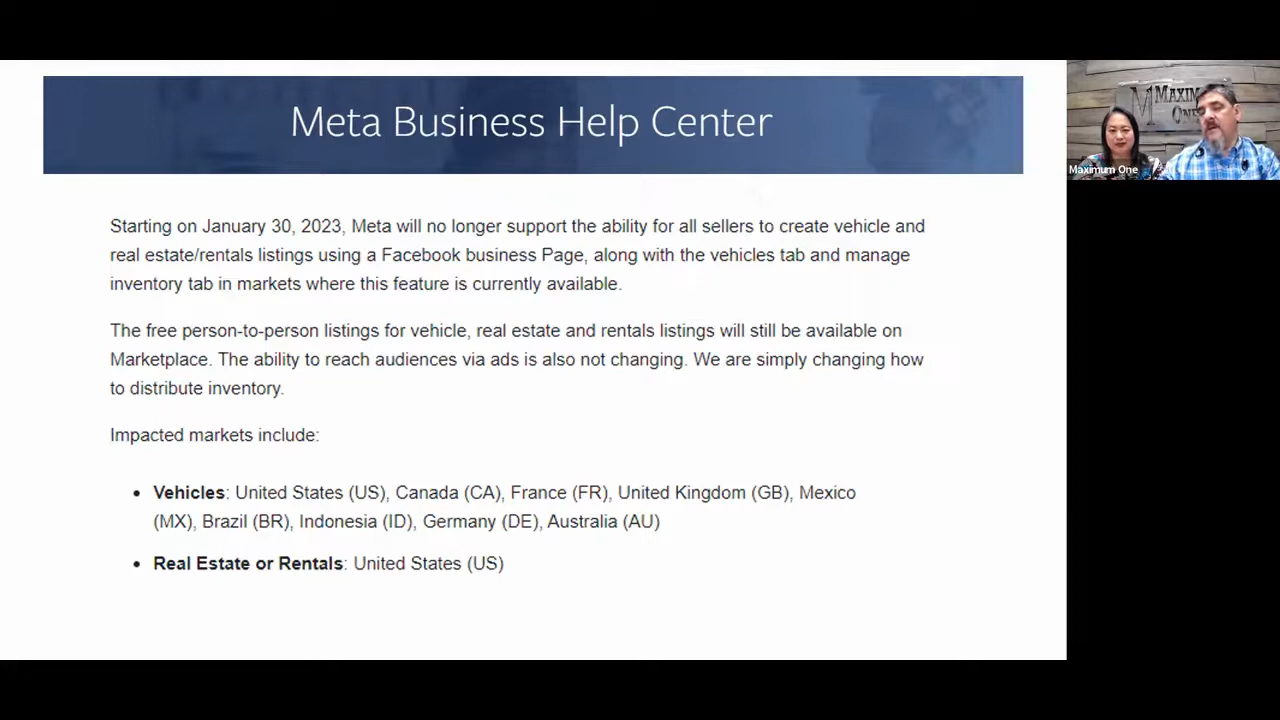 Meta Business Help Center
Starting on January 30, 2023, Meta will no longer support the ability for all sellers to create vehicle and
real estate/rentals listings using a Facebook business Page, along with the vehicles tab and manage
inventory tab in markets where this feature is currently available.
The free person-to-person listings for vehicle, real estate and rentals listings will still be available on
Marketplace. The ability to reach audiences via ads is also not changing. We are simply changing how
to distribute inventory.
Impacted markets include:
• Vehicles: United States (US), Canada (CA), France (FR), United Kingdom (GB), Mexico
(MX), Brazil (BR), Indonesia (ID), Germany (DE), Australia (AU)
• Real Estate or Rentals: United States (US)
Maximum One